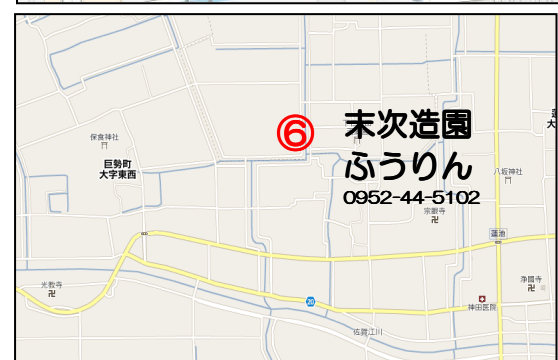 ⑥
末次造園
ふうりん
0952-44-5102
保食神社
巨勢町
大字東西
八坂神社
宗眼寺
蓮池
浄圓寺
光教寺
20
神田医院
佐賀江川